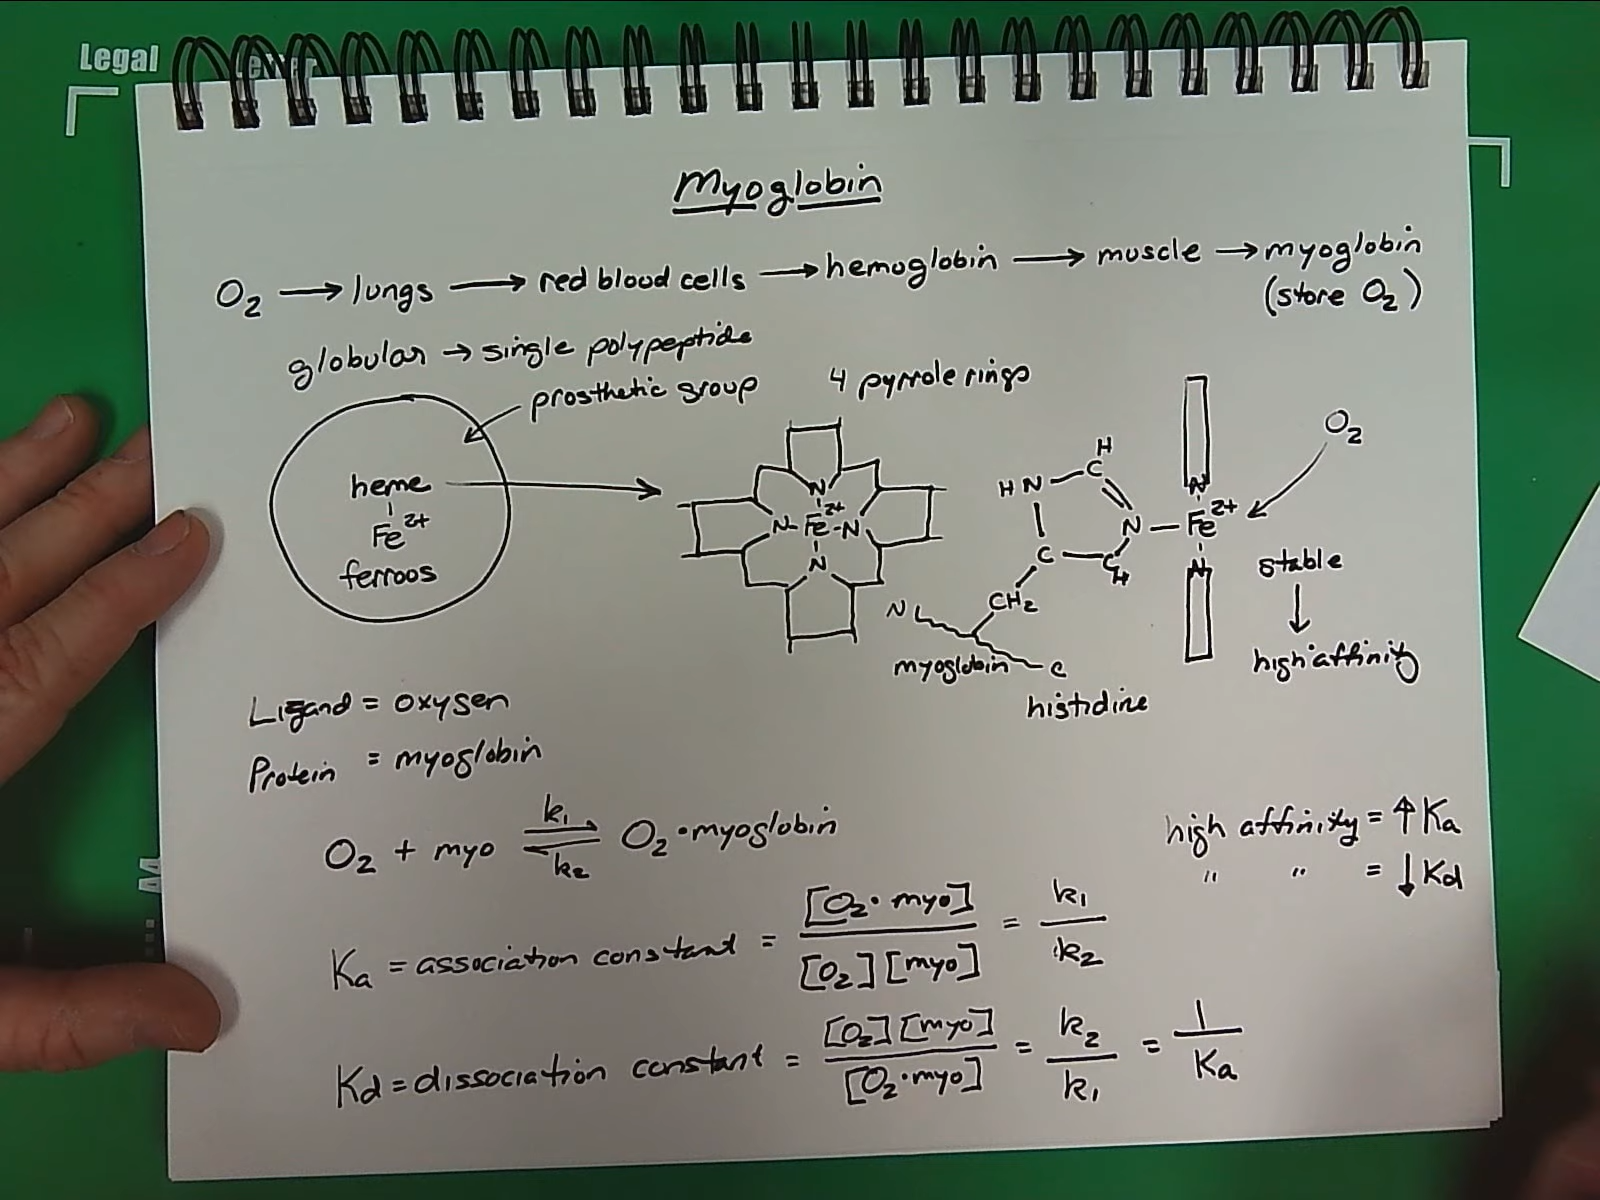 Legal
Letter
Myoglobin
O₂ → lungs → red blood cells → hemoglobin → muscle → myoglobin
(store O₂)
globular → single polypeptide
prosthetic group
4 pyrrole rings
heme
Fe²⁺
ferroos
N
N-Fe²⁺-N
N
H
HN C
N — Fe²⁺
C C
H
CH₂
N
N
O₂
N
myoglobin C
histidine
stable
↓
high affinity
Ligand = oxygen
Protein = myoglobin
O₂ + myo ⇌ O₂·myoglobin
k₁
k₂
high affinity = ↑ Ka
" " = ↓ Kd
Ka = association constant = [O₂·myo] / [O₂][myo] = k₁ / k₂
Kd = dissociation constant = [O₂][myo] / [O₂·myo] = k₂ / k₁ = 1 / Ka